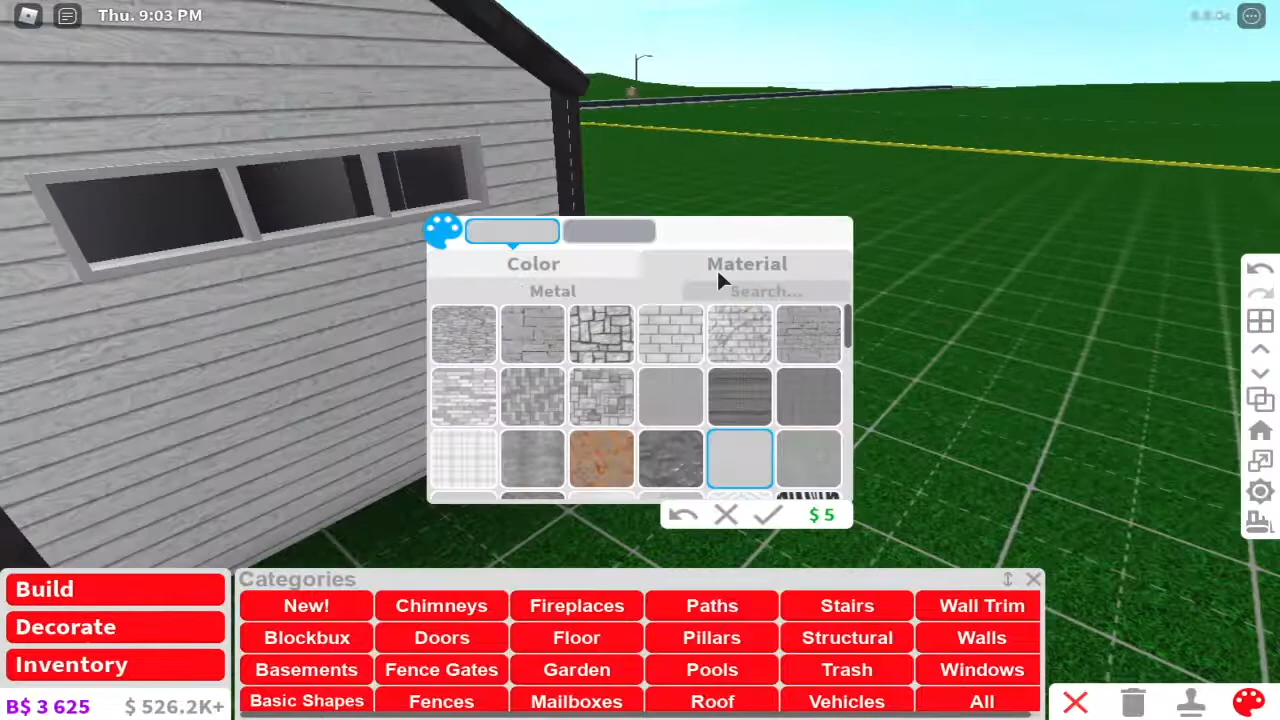 Thu. 9:03 PM
Color
Material
Metal
Search...
$ 5
Build
Decorate
Inventory
B$ 3 625
$ 526.2K+
Categories
New!
Chimneys
Fireplaces
Paths
Stairs
Wall Trim
Blockbux
Doors
Floor
Pillars
Structural
Walls
Basements
Fence Gates
Garden
Pools
Trash
Windows
Basic Shapes
Fences
Mailboxes
Roof
Vehicles
All